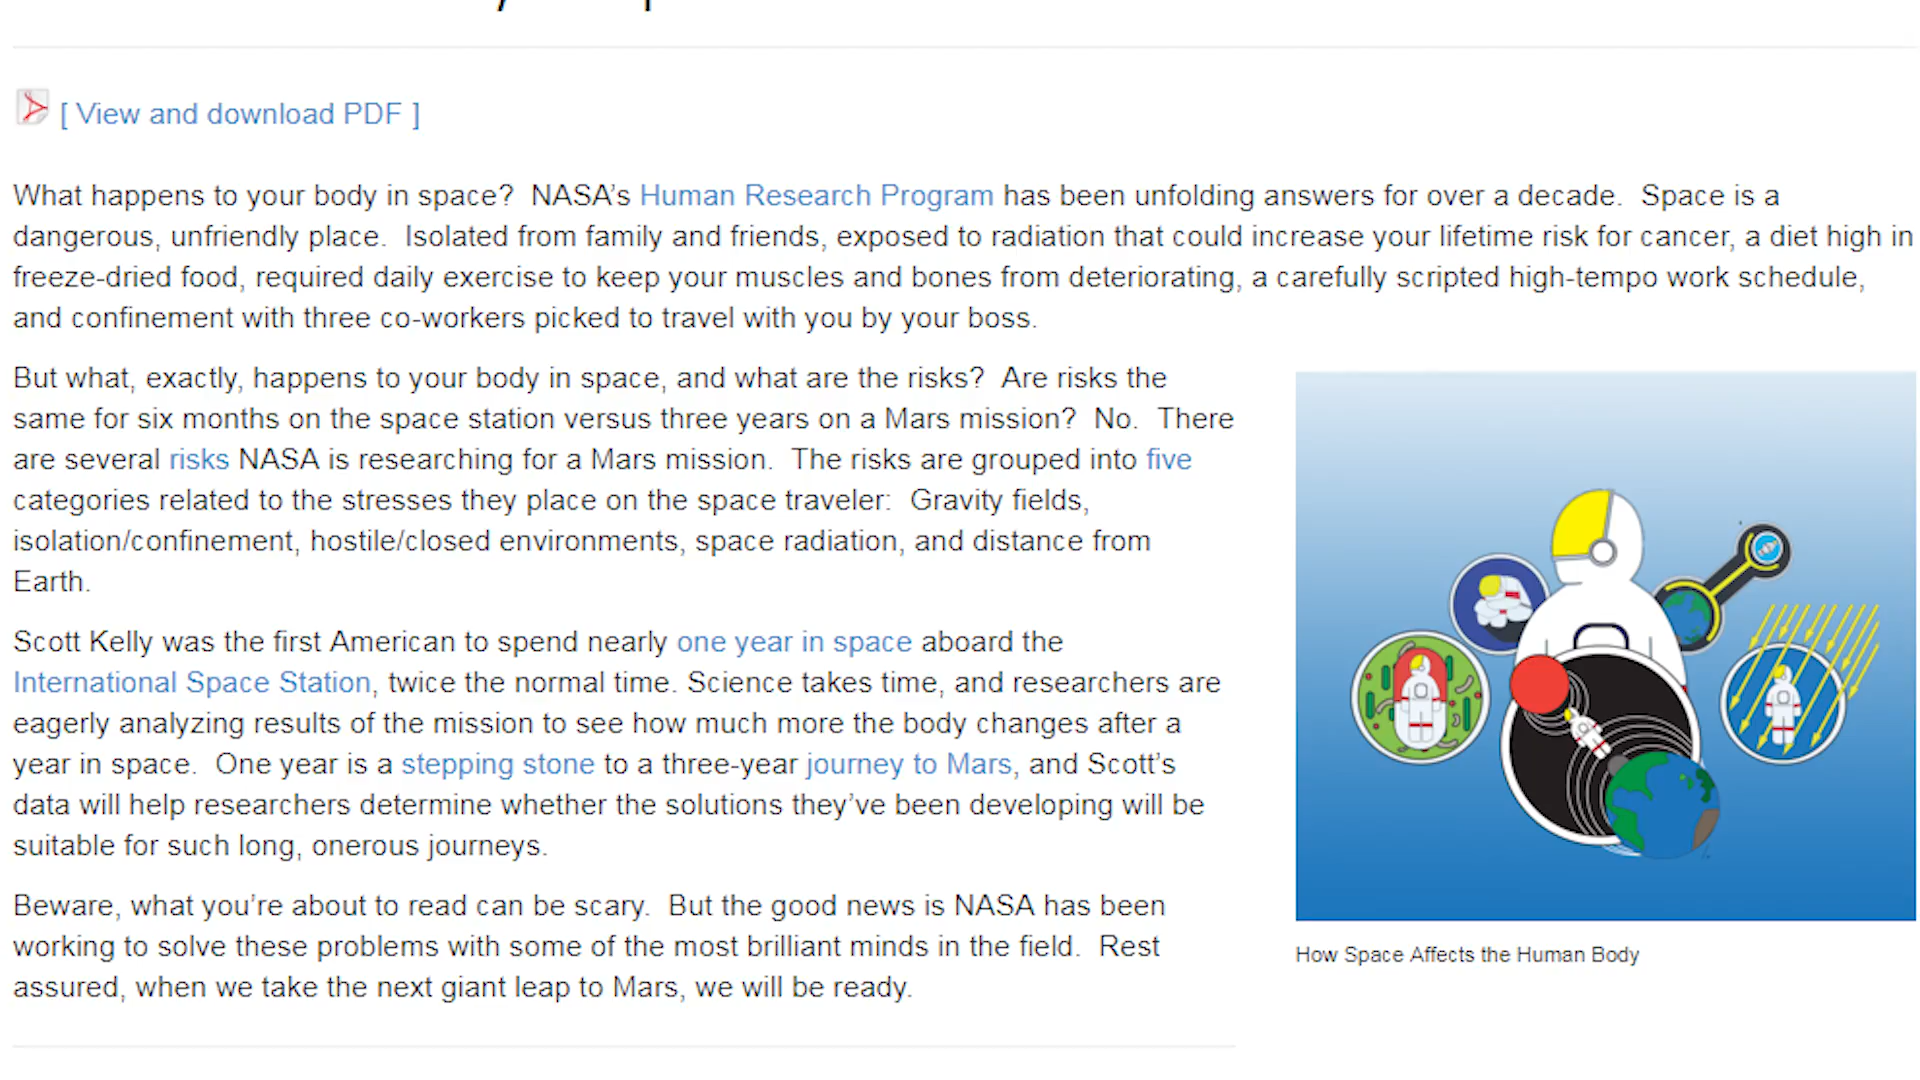 [ View and download PDF ]
What happens to your body in space?  NASA’s Human Research Program has been unfolding answers for over a decade.  Space is a
dangerous, unfriendly place.  Isolated from family and friends, exposed to radiation that could increase your lifetime risk for cancer, a diet high in
freeze-dried food, required daily exercise to keep your muscles and bones from deteriorating, a carefully scripted high-tempo work schedule,
and confinement with three co-workers picked to travel with you by your boss.
But what, exactly, happens to your body in space, and what are the risks?  Are risks the
same for six months on the space station versus three years on a Mars mission?  No.  There
are several risks NASA is researching for a Mars mission.  The risks are grouped into five
categories related to the stresses they place on the space traveler:  Gravity fields,
isolation/confinement, hostile/closed environments, space radiation, and distance from
Earth.
Scott Kelly was the first American to spend nearly one year in space aboard the
International Space Station, twice the normal time. Science takes time, and researchers are
eagerly analyzing results of the mission to see how much more the body changes after a
year in space.  One year is a stepping stone to a three-year journey to Mars, and Scott’s
data will help researchers determine whether the solutions they’ve been developing will be
suitable for such long, onerous journeys.
Beware, what you’re about to read can be scary.  But the good news is NASA has been
working to solve these problems with some of the most brilliant minds in the field.  Rest
assured, when we take the next giant leap to Mars, we will be ready.
How Space Affects the Human Body